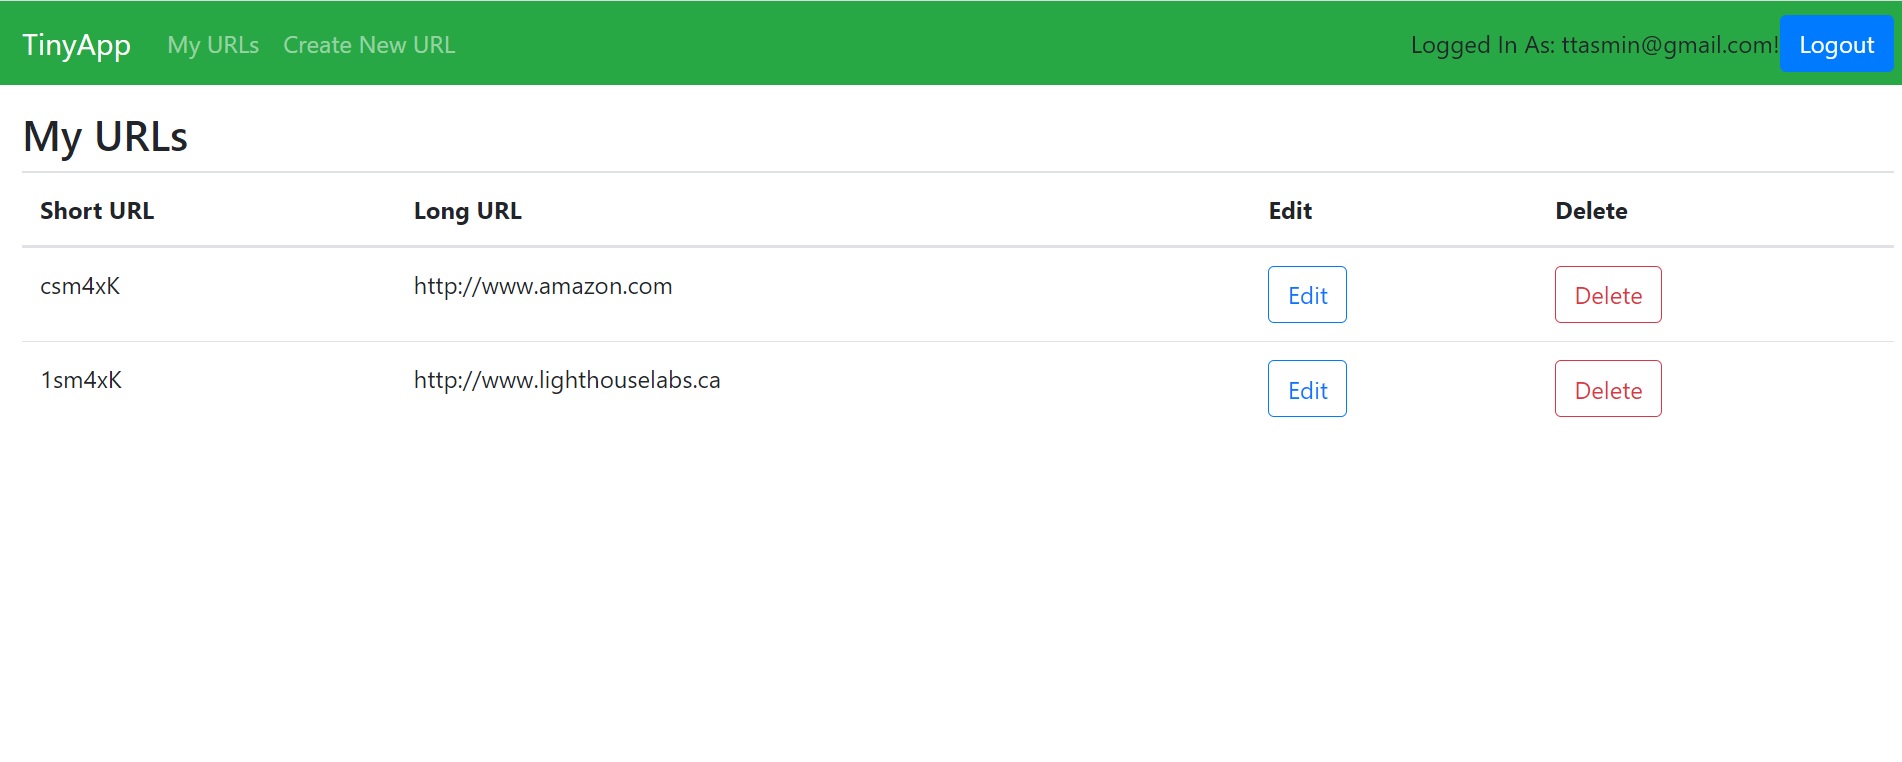 TinyApp My URLs Create New URL Logged In As: ttasmin@gmail.com! Logout
My URLs
Short URL Long URL Edit Delete
csm4xK http://www.amazon.com Edit Delete
1sm4xK http://www.lighthouselabs.ca Edit Delete